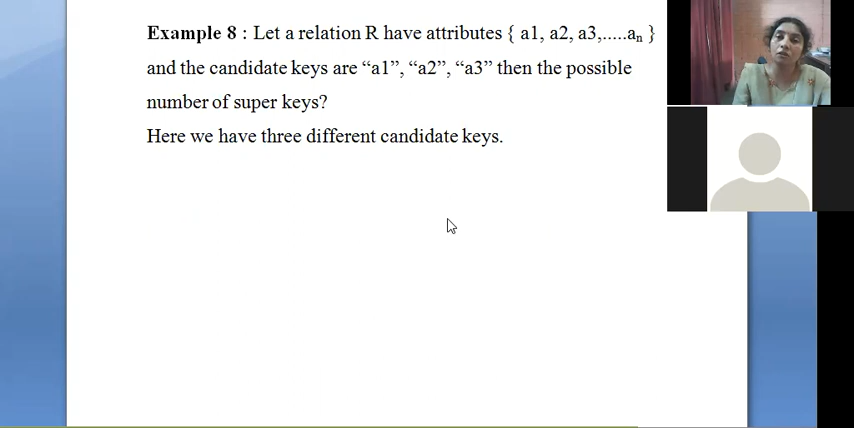 Example 8 : Let a relation R have attributes { a1, a2, a3,.....an }
and the candidate keys are “a1”, “a2”, “a3” then the possible
number of super keys?
Here we have three different candidate keys.